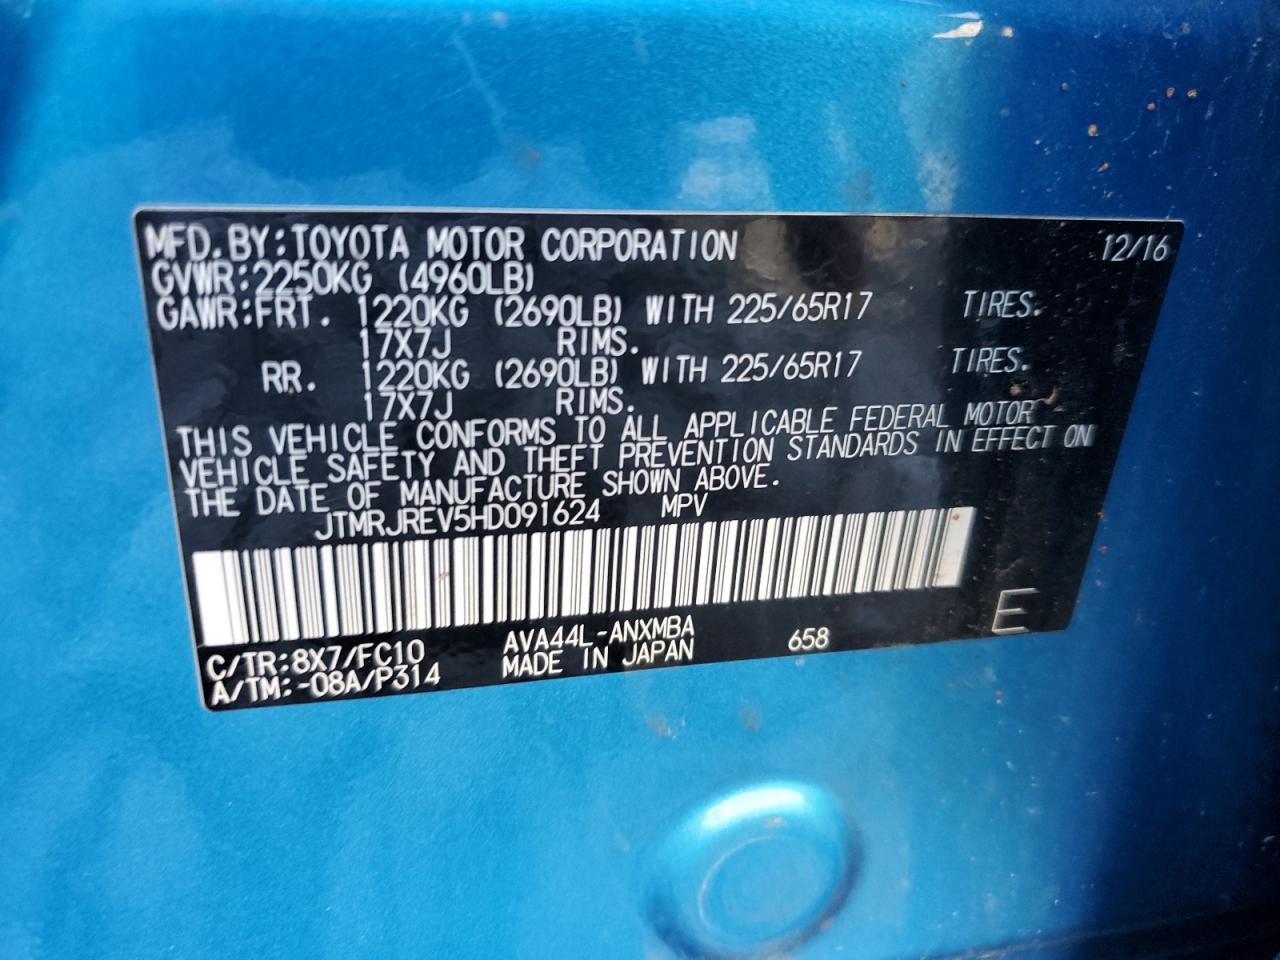 MFD.BY:TOYOTA MOTOR CORPORATION 12/16
GVWR:2250KG (4960LB)
GAWR:FRT. 1220KG (2690LB) WITH 225/65R17 TIRES.
17X7J RIMS.
RR. 1220KG (2690LB) WITH 225/65R17 TIRES.
17X7J RIMS.
THIS VEHICLE CONFORMS TO ALL APPLICABLE FEDERAL MOTOR
VEHICLE SAFETY AND THEFT PREVENTION STANDARDS IN EFFECT ON
THE DATE OF MANUFACTURE SHOWN ABOVE.
JTMRJREV5HD091624 MPV
C/TR:8X7/FC10 AVA44L-ANXMBA 658 E
A/TM:-08A/P314 MADE IN JAPAN